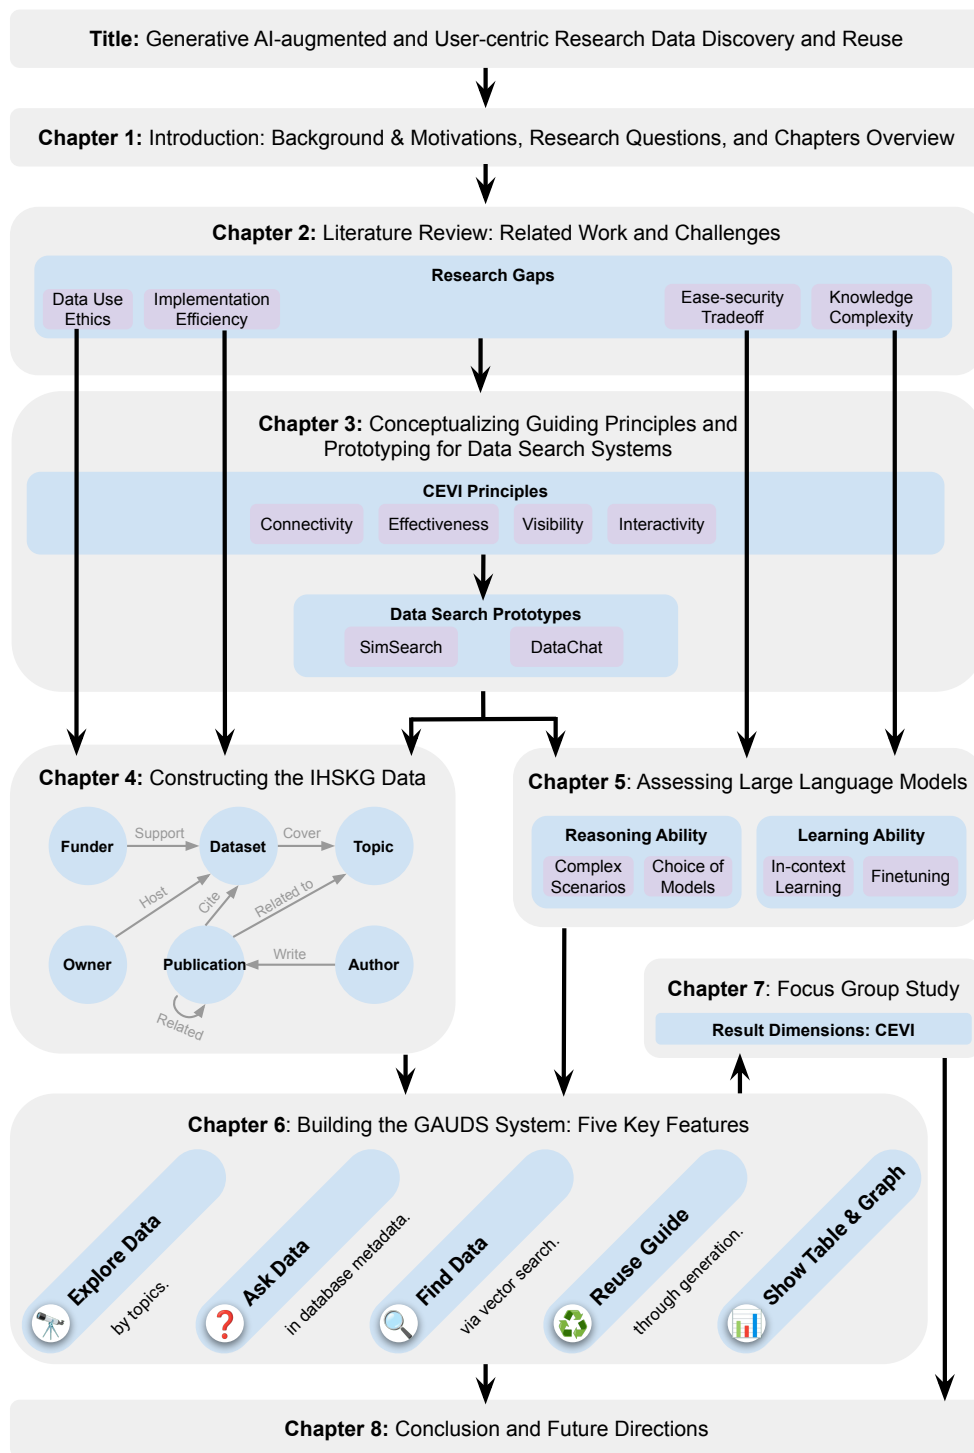 Title: Generative AI-augmented and User-centric Research Data Discovery and Reuse
Chapter 1: Introduction: Background & Motivations, Research Questions, and Chapters Overview
Chapter 2: Literature Review: Related Work and Challenges
Research Gaps
Data Use
Ethics
Implementation
Efficiency
Ease-security
Tradeoff
Knowledge
Complexity
Chapter 3: Conceptualizing Guiding Principles and
Prototyping for Data Search Systems
CEVI Principles
Connectivity
Effectiveness
Visibility
Interactivity
Data Search Prototypes
SimSearch
DataChat
Chapter 4: Constructing the IHSKG Data
Funder
Support
Dataset
Cover
Topic
Host
Cite
Related to
Owner
Publication
Write
Author
Related
Chapter 5: Assessing Large Language Models
Reasoning Ability
Complex
Scenarios
Choice of
Models
Learning Ability
In-context
Learning
Finetuning
Chapter 7: Focus Group Study
Result Dimensions: CEVI
Chapter 6: Building the GAUDS System: Five Key Features
Explore Data
by topics.
Ask Data
in database metadata.
Find Data
via vector search.
Reuse Guide
through generation.
Show Table & Graph
Chapter 8: Conclusion and Future Directions